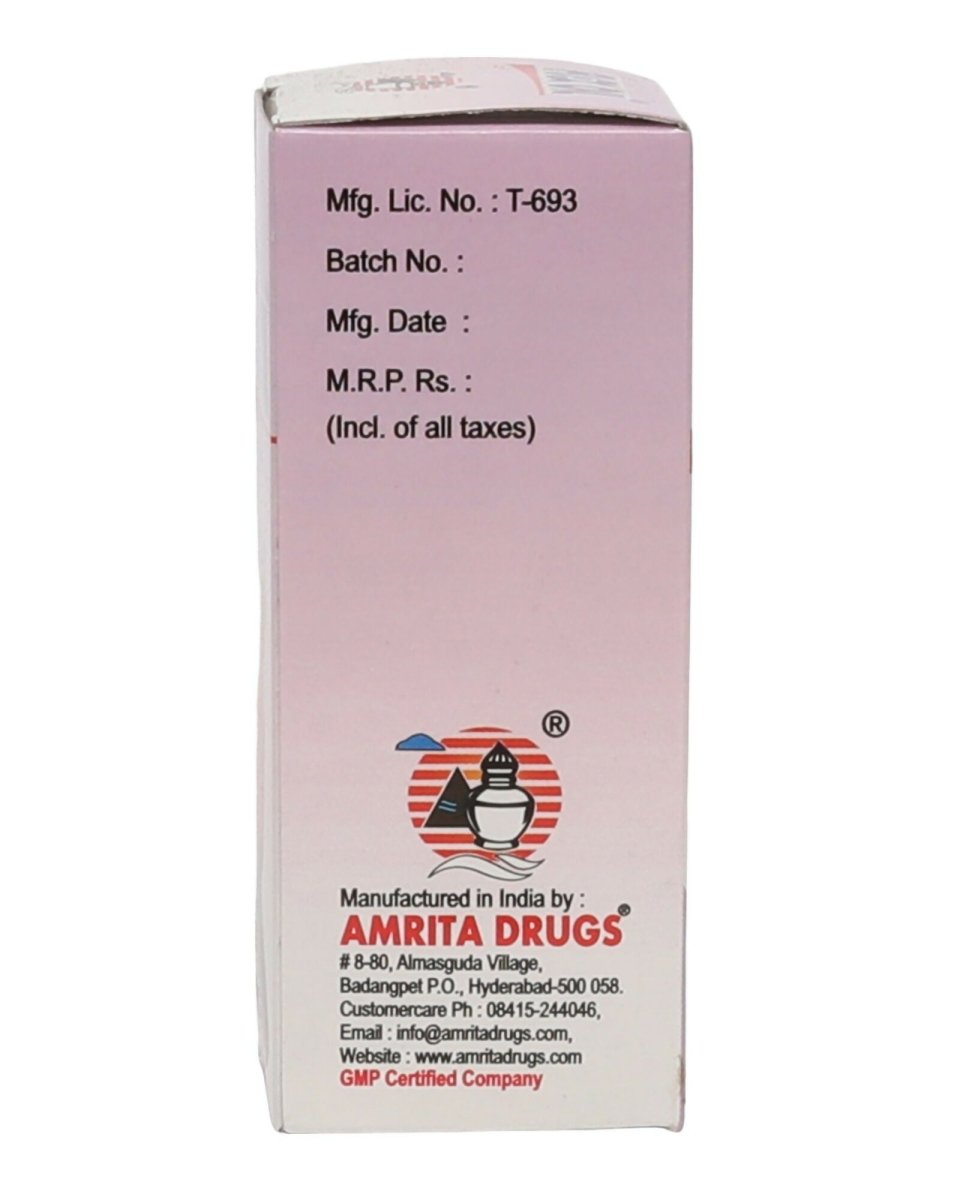 Mfg. Lic. No. : T-693
Batch No. :
Mfg. Date :
M.R.P. Rs. :
(Incl. of all taxes)
®
Manufactured in India by :
AMRITA DRUGS®
# 8-80, Almasguda Village,
Badangpet P.O., Hyderabad-500 058.
Customercare Ph : 08415-244046,
Email : info@amritadrugs.com,
Website : www.amritadrugs.com
GMP Certified Company